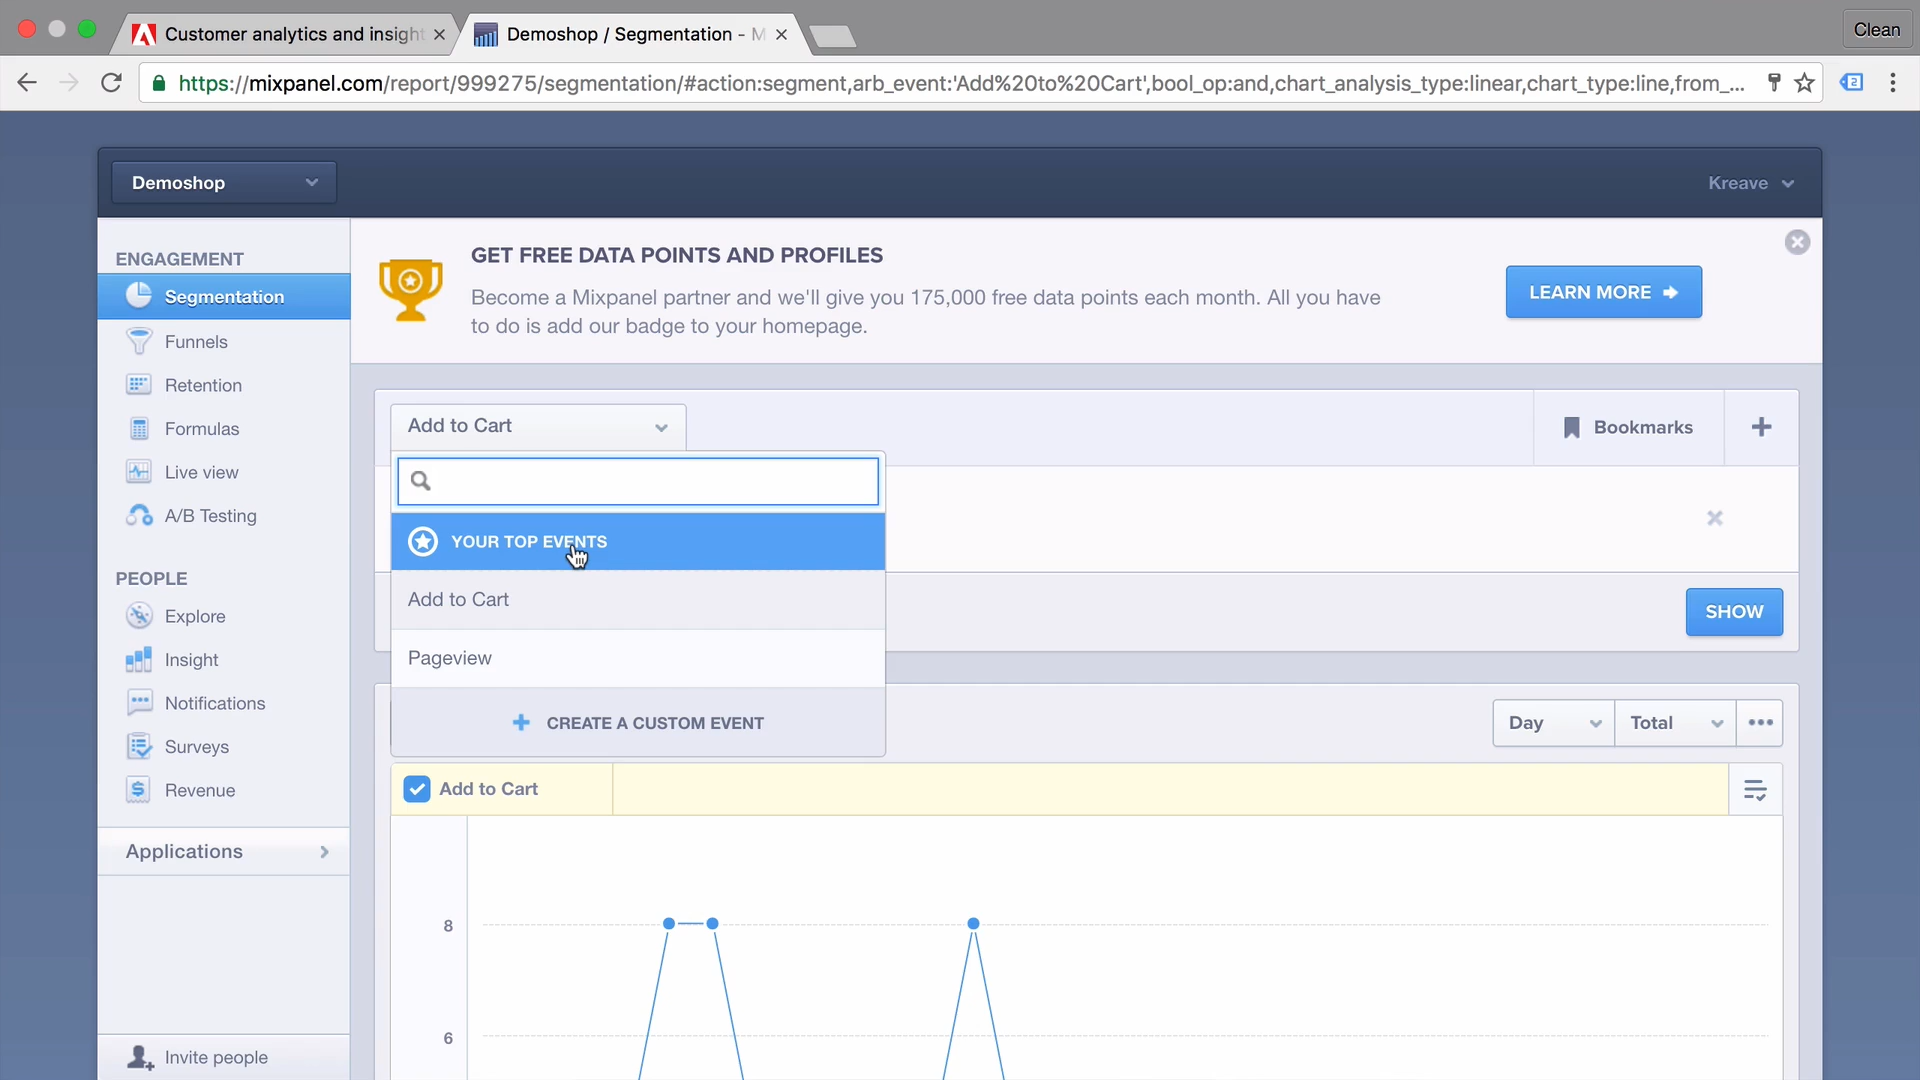 Customer analytics and insigh
Demoshop / Segmentation - M
Clean
https://mixpanel.com/report/999275/segmentation/#action:segment,arb_event:'Add%20to%20Cart',bool_op:and,chart_analysis_type:linear,chart_type:line,from_...
2
Demoshop
Kreave
ENGAGEMENT
Segmentation
Funnels
Retention
Formulas
Live view
A/B Testing
PEOPLE
Explore
Insight
Notifications
Surveys
Revenue
Applications
Invite people
GET FREE DATA POINTS AND PROFILES
Become a Mixpanel partner and we'll give you 175,000 free data points each month. All you have
to do is add our badge to your homepage.
LEARN MORE
Add to Cart
Bookmarks
YOUR TOP EVENTS
Add to Cart
Pageview
CREATE A CUSTOM EVENT
SHOW
Day
Total
Add to Cart
8
6